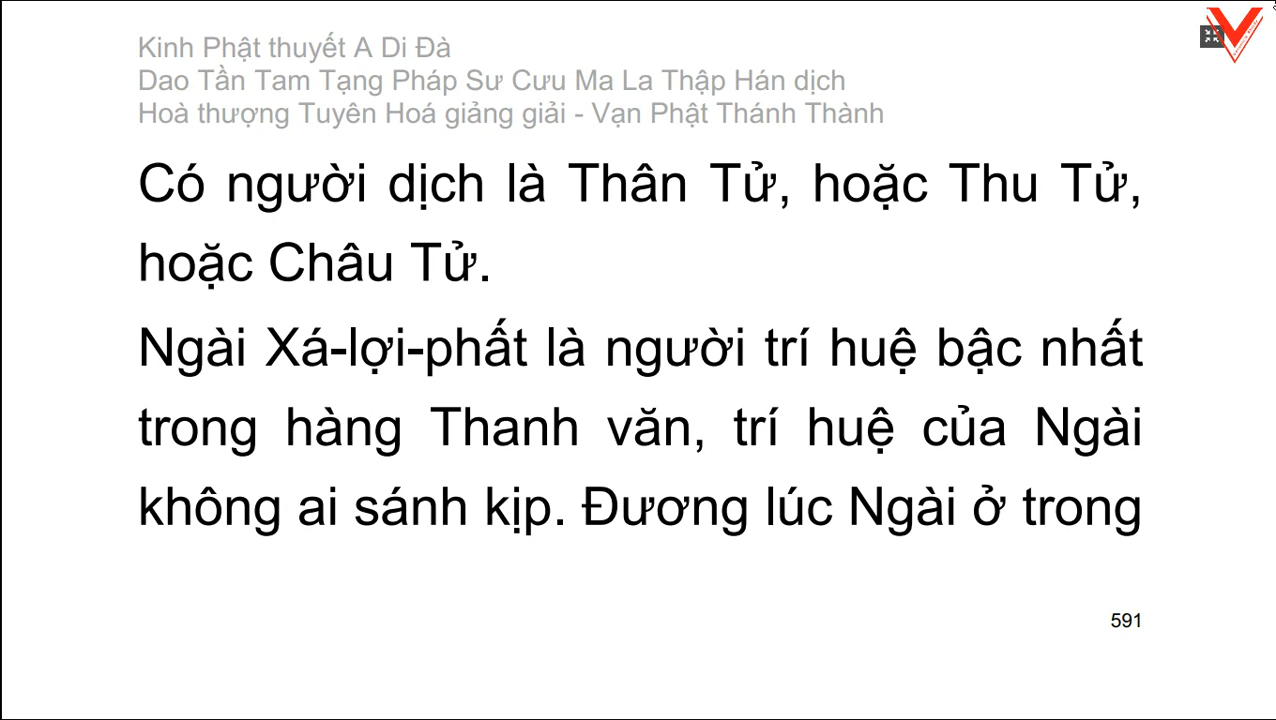 Kinh Phật thuyết A Di Đà
Dao Tần Tam Tạng Pháp Sư Cưu Ma La Thập Hán dịch
Hoà thượng Tuyên Hoá giảng giải - Vạn Phật Thánh Thành
Có người dịch là Thân Tử, hoặc Thu Tử,
hoặc Châu Tử.
Ngài Xá-lợi-phất là người trí huệ bậc nhất
trong hàng Thanh văn, trí huệ của Ngài
không ai sánh kịp. Đương lúc Ngài ở trong
591